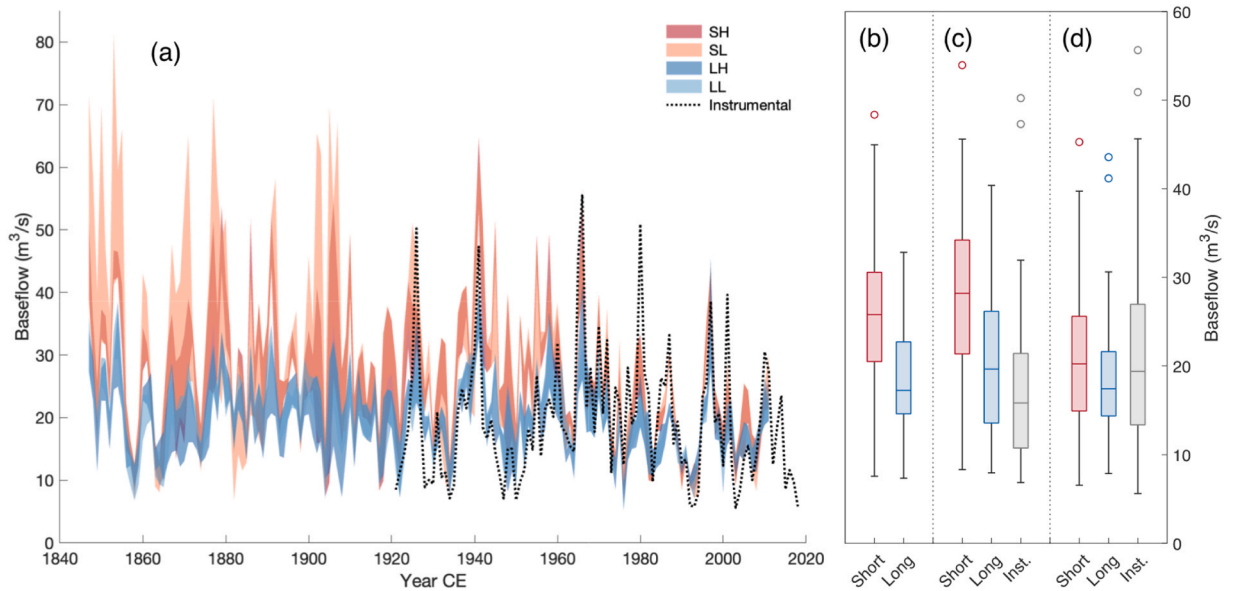 (a)
SH
SL
LH
LL
Instrumental
Baseflow (m³/s)
80
70
60
50
40
30
20
10
0
1840 1860 1880 1900 1920 1940 1960 1980 2000 2020
Year CE
(b) (c) (d)
60
50
40
30
20
10
0
Baseflow (m³/s)
Short Long Short Long Inst. Short Long Inst.